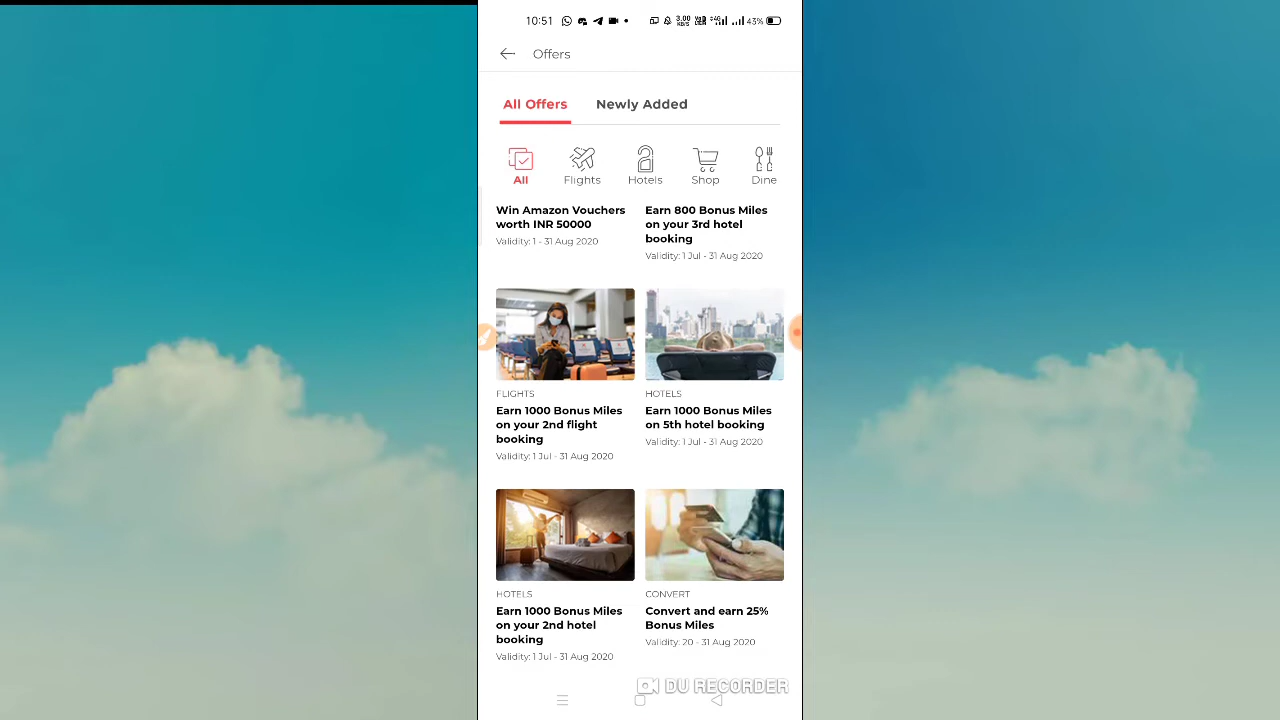 10:51
3.00 KB/S
43%
Offers
All Offers
Newly Added
All
Flights
Hotels
Shop
Dine
Win Amazon Vouchers
worth INR 50000
Validity: 1 - 31 Aug 2020
Earn 800 Bonus Miles
on your 3rd hotel
booking
Validity: 1 Jul - 31 Aug 2020
FLIGHTS
Earn 1000 Bonus Miles
on your 2nd flight
booking
Validity: 1 Jul - 31 Aug 2020
HOTELS
Earn 1000 Bonus Miles
on 5th hotel booking
Validity: 1 Jul - 31 Aug 2020
HOTELS
Earn 1000 Bonus Miles
on your 2nd hotel
booking
Validity: 1 Jul - 31 Aug 2020
CONVERT
Convert and earn 25%
Bonus Miles
Validity: 20 - 31 Aug 2020
DU RECORDER